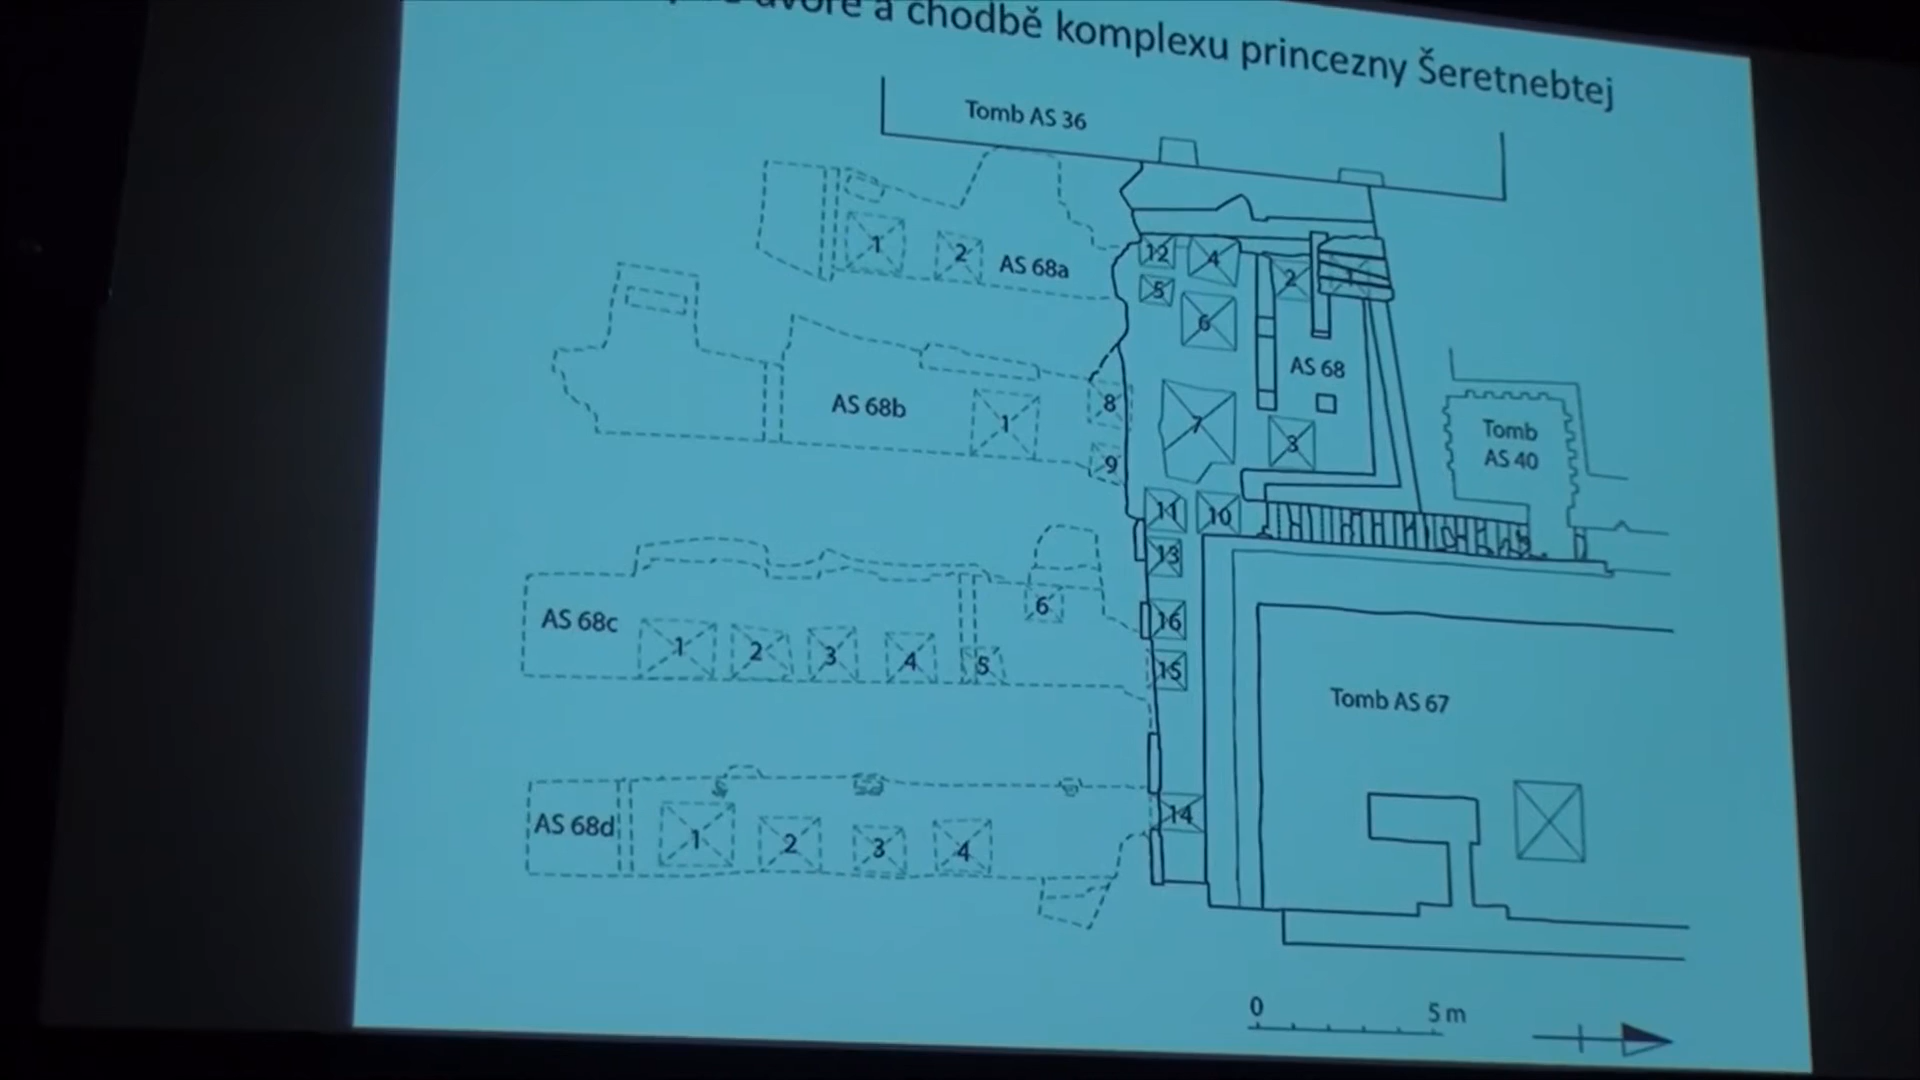 dvoře a chodbě komplexu princezny Šeretnebtej
Tomb AS 36
1
2
AS 68a
12
4
2
1
5
6
AS 68
AS 68b
1
8
7
3
9
Tomb
AS 40
11
10
13
AS 68c
1
2
3
4
5
6
16
15
Tomb AS 67
AS 68d
1
2
3
4
14
0
5 m